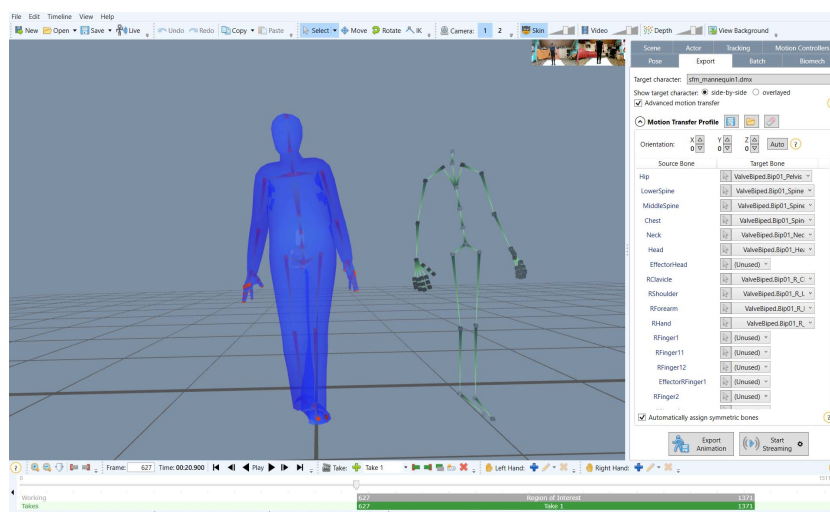 File Edit Timeline View Help
New Open Save Live Undo Redo Copy Paste Select Move Rotate IK Camera: 1 2 Skin Video Depth View Background
Scene Actor Tracking Motion Controllers
Pose Export Batch Biomech
Target character: sfm_mannequin1.dmx
Show target character: side-by-side overlayed
Advanced motion transfer
Motion Transfer Profile
X Y Z
Orientation: 0 0 0 Auto ?
Source Bone Target Bone
Hip ValveBiped.Bip01_Pelvis
LowerSpine ValveBiped.Bip01_Spine
MiddleSpine ValveBiped.Bip01_Spine
Chest ValveBiped.Bip01_Spin
Neck ValveBiped.Bip01_Nec
Head ValveBiped.Bip01_He
EffectorHead (Unused)
RClavicle ValveBiped.Bip01_R_C
RShoulder ValveBiped.Bip01_R_
RForearm ValveBiped.Bip01_R_
RHand ValveBiped.Bip01_R_
RFinger1 (Unused)
RFinger11 (Unused)
RFinger12 (Unused)
EffectorRFinger1 (Unused)
RFinger2 (Unused)
Automatically assign symmetric bones
Export Animation
Start Streaming
? Frame: 627 Time: 00:20.900 Play Take: Take 1 Left Hand: Right Hand:
0 1511
Working 627 Region of Interest 1371
Takes 627 Take 1 1371